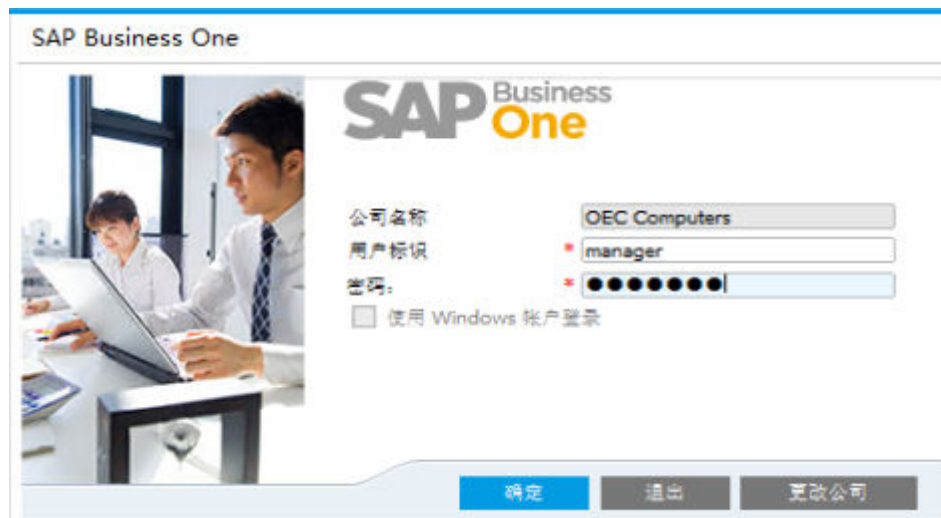 SAP Business One
SAP Business One
公司名称 OEC Computers
用户标识 * manager
密码: * ●●●●●●●
使用 Windows 帐户登录
确定 退出 更改公司